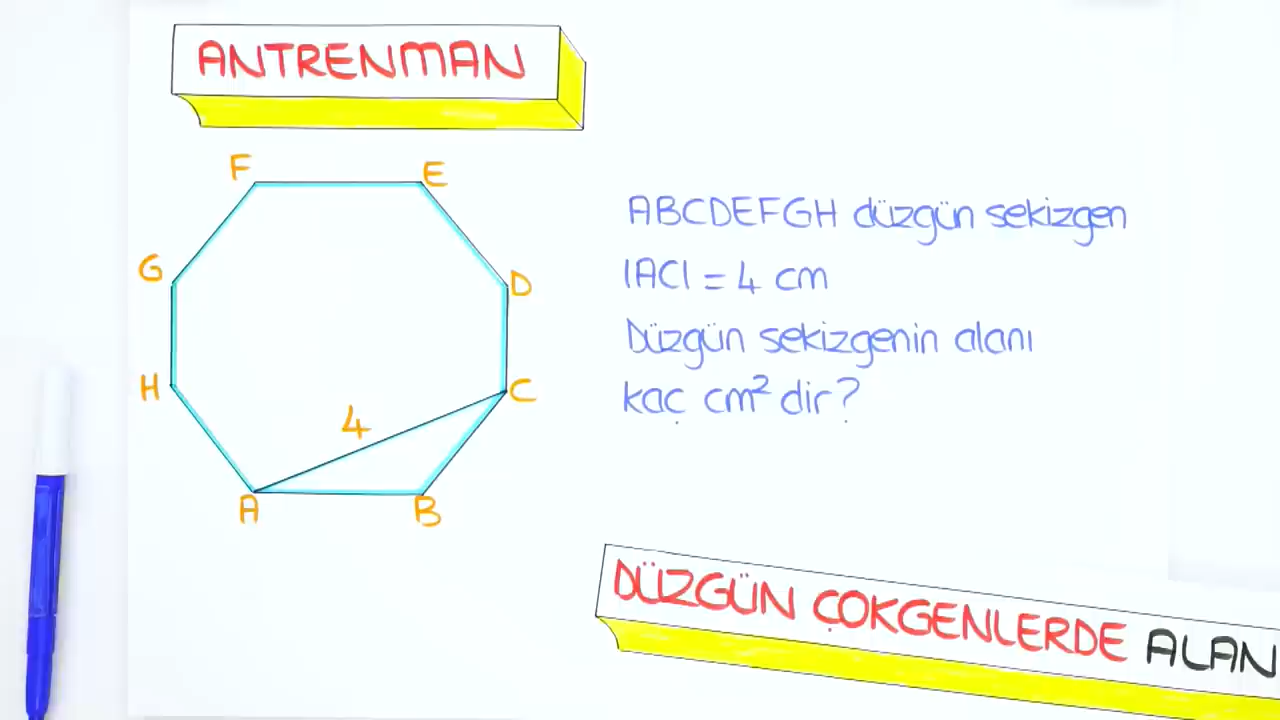 ANTRENMAN
F
E
G
D
H
C
4
A
B
ABCDEFGH düzgün sekizgen
|AC| = 4 cm
Düzgün sekizgenin alanı
kaç cm² dir?
DÜZGÜN ÇOKGENLERDE ALAN